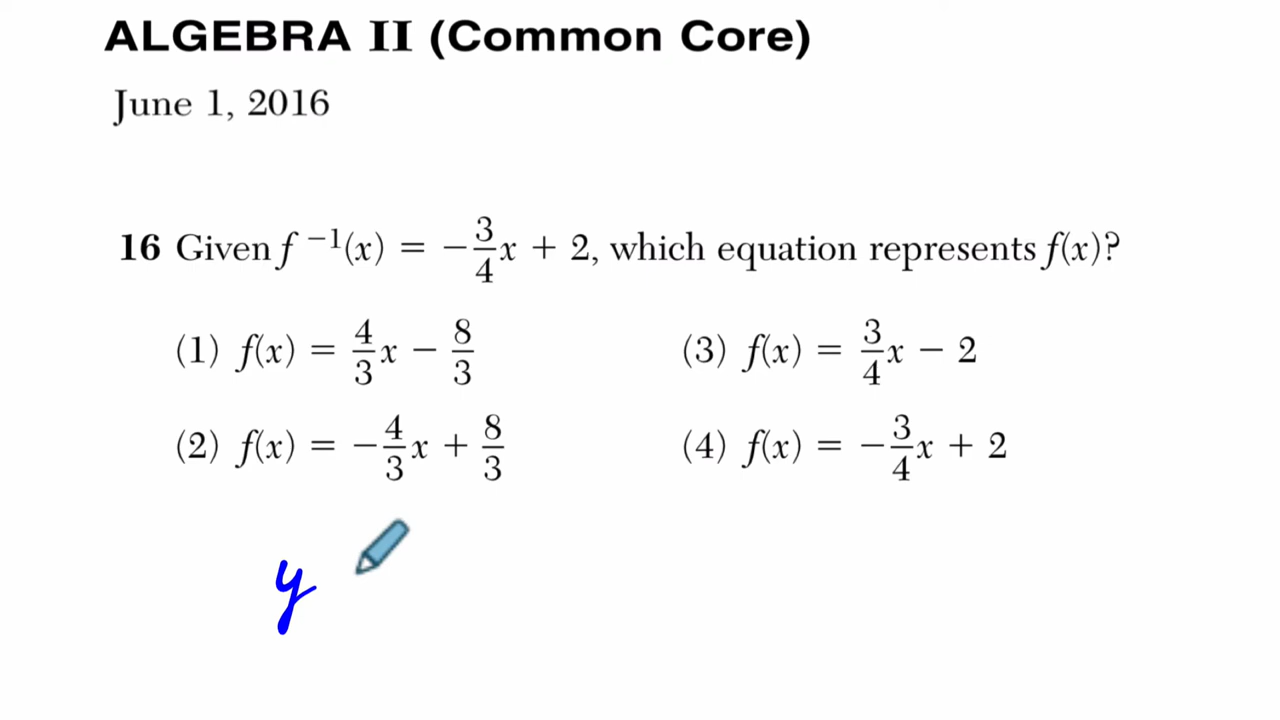 ALGEBRA II (Common Core)
June 1, 2016
16 Given f ⁻¹(x) = −3/4x + 2, which equation represents f(x)?
(1) f(x) = 4/3x − 8/3
(3) f(x) = 3/4x − 2
(2) f(x) = −4/3x + 8/3
(4) f(x) = −3/4x + 2
y